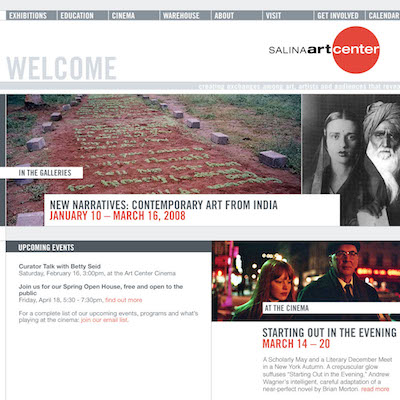 EXHIBITIONS EDUCATION CINEMA WAREHOUSE ABOUT VISIT GET INVOLVED CALENDAR
SALINAartcenter
WELCOME
creating exchanges among art, artists and audiences that
IN THE GALLERIES
NEW NARRATIVES: CONTEMPORARY ART FROM INDIA
JANUARY 10 – MARCH 16, 2008
UPCOMING EVENTS
Curator Talk with Betty Seid
Saturday, February 16, 3:00pm, at the Art Center Cinema
Join us for our Spring Open House, free and open to the
public
Friday, April 18, 5:30 - 7:30pm, find out more
For a complete list of our upcoming events, programs and what's
playing at the cinema: join our email list.
AT THE CINEMA
STARTING OUT IN THE EVENING
MARCH 14 – 20
A Scholarly May and a Literary December Meet
in a New York Autumn. A crepuscular glow
suffuses "Starting Out in the Evening," Andrew
Wagner's intelligent, careful adaptation of a
near-perfect novel by Brian Morton. read more